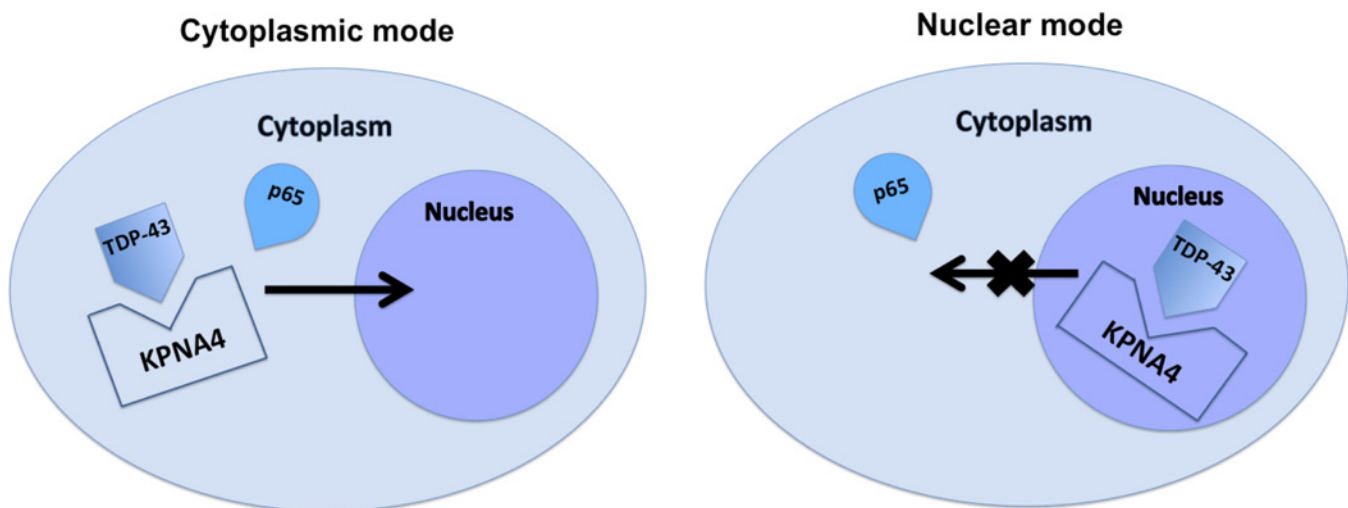 Cytoplasmic mode
Cytoplasm
p65
Nucleus
TDP-43
KPNA4
Nuclear mode
Cytoplasm
p65
Nucleus
TDP-43
KPNA4